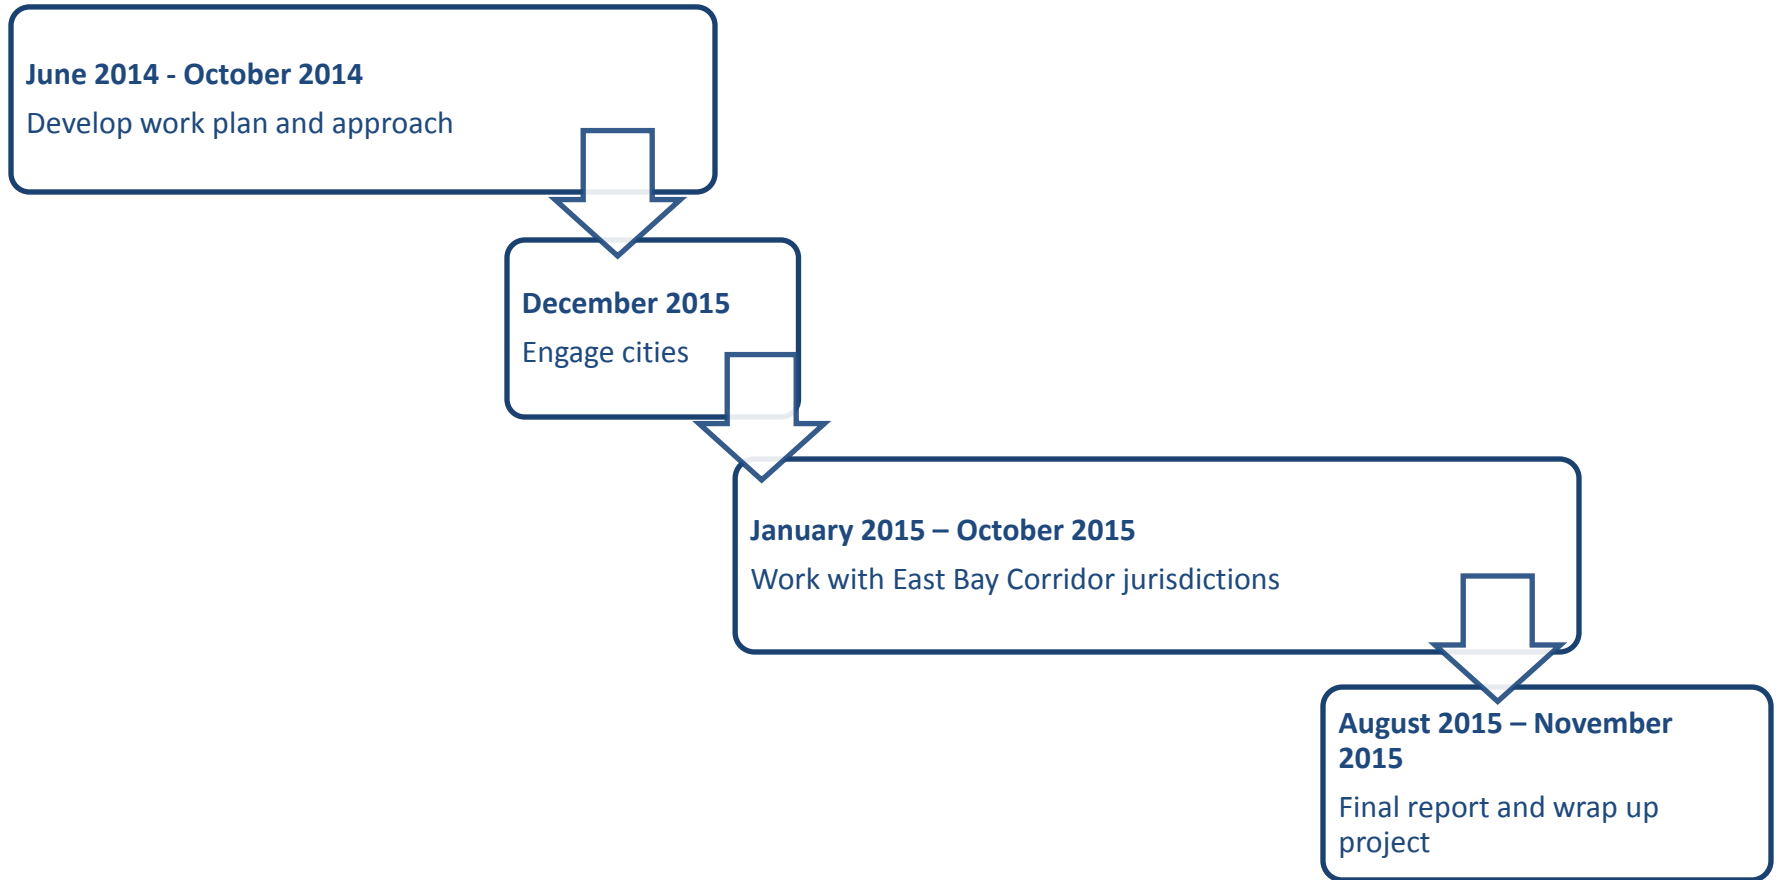 June 2014 - October 2014
Develop work plan and approach
December 2015
Engage cities
January 2015 – October 2015
Work with East Bay Corridor jurisdictions
August 2015 – November
2015
Final report and wrap up
project